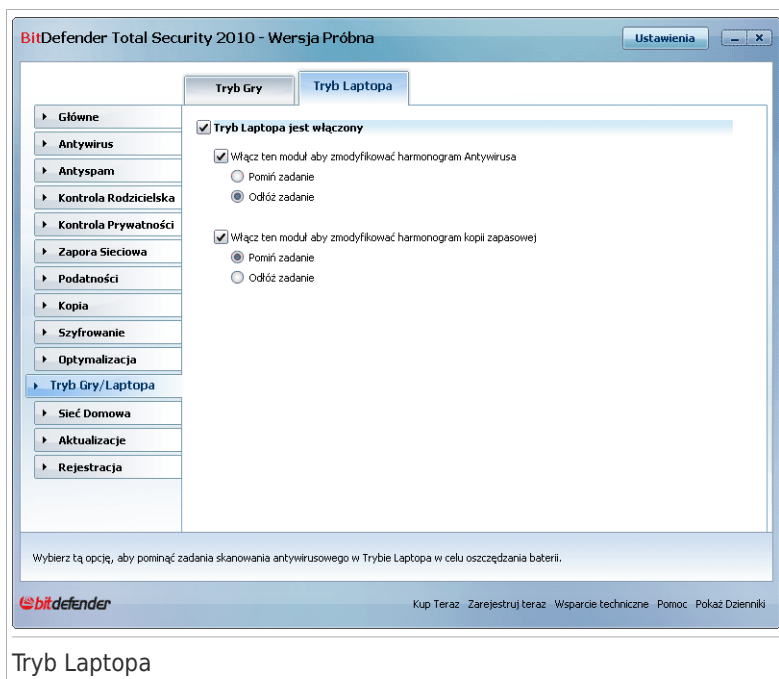 BitDefender Total Security 2010 - Wersja Próbna
Ustawienia
Tryb Gry
Tryb Laptopa
Główne
Antywirus
Antyspam
Kontrola Rodzicielska
Kontrola Prywatności
Zapora Sieciowa
Podatności
Kopia
Szyfrowanie
Optymalizacja
Tryb Gry/Laptopa
Sieć Domowa
Aktualizacje
Rejestracja
Tryb Laptopa jest włączony
Włącz ten moduł aby zmodyfikować harmonogram Antywirusa
Pomiń zadanie
Odłóż zadanie
Włącz ten moduł aby zmodyfikować harmonogram kopii zapasowej
Pomiń zadanie
Odłóż zadanie
Wybierz tą opcję, aby pominąć zadania skanowania antywirusowego w Trybie Laptopa w celu oszczędzania baterii.
bitdefender
Kup Teraz Zarejestruj teraz Wsparcie techniczne Pomoc Pokaż Dzienniki
Tryb Laptopa